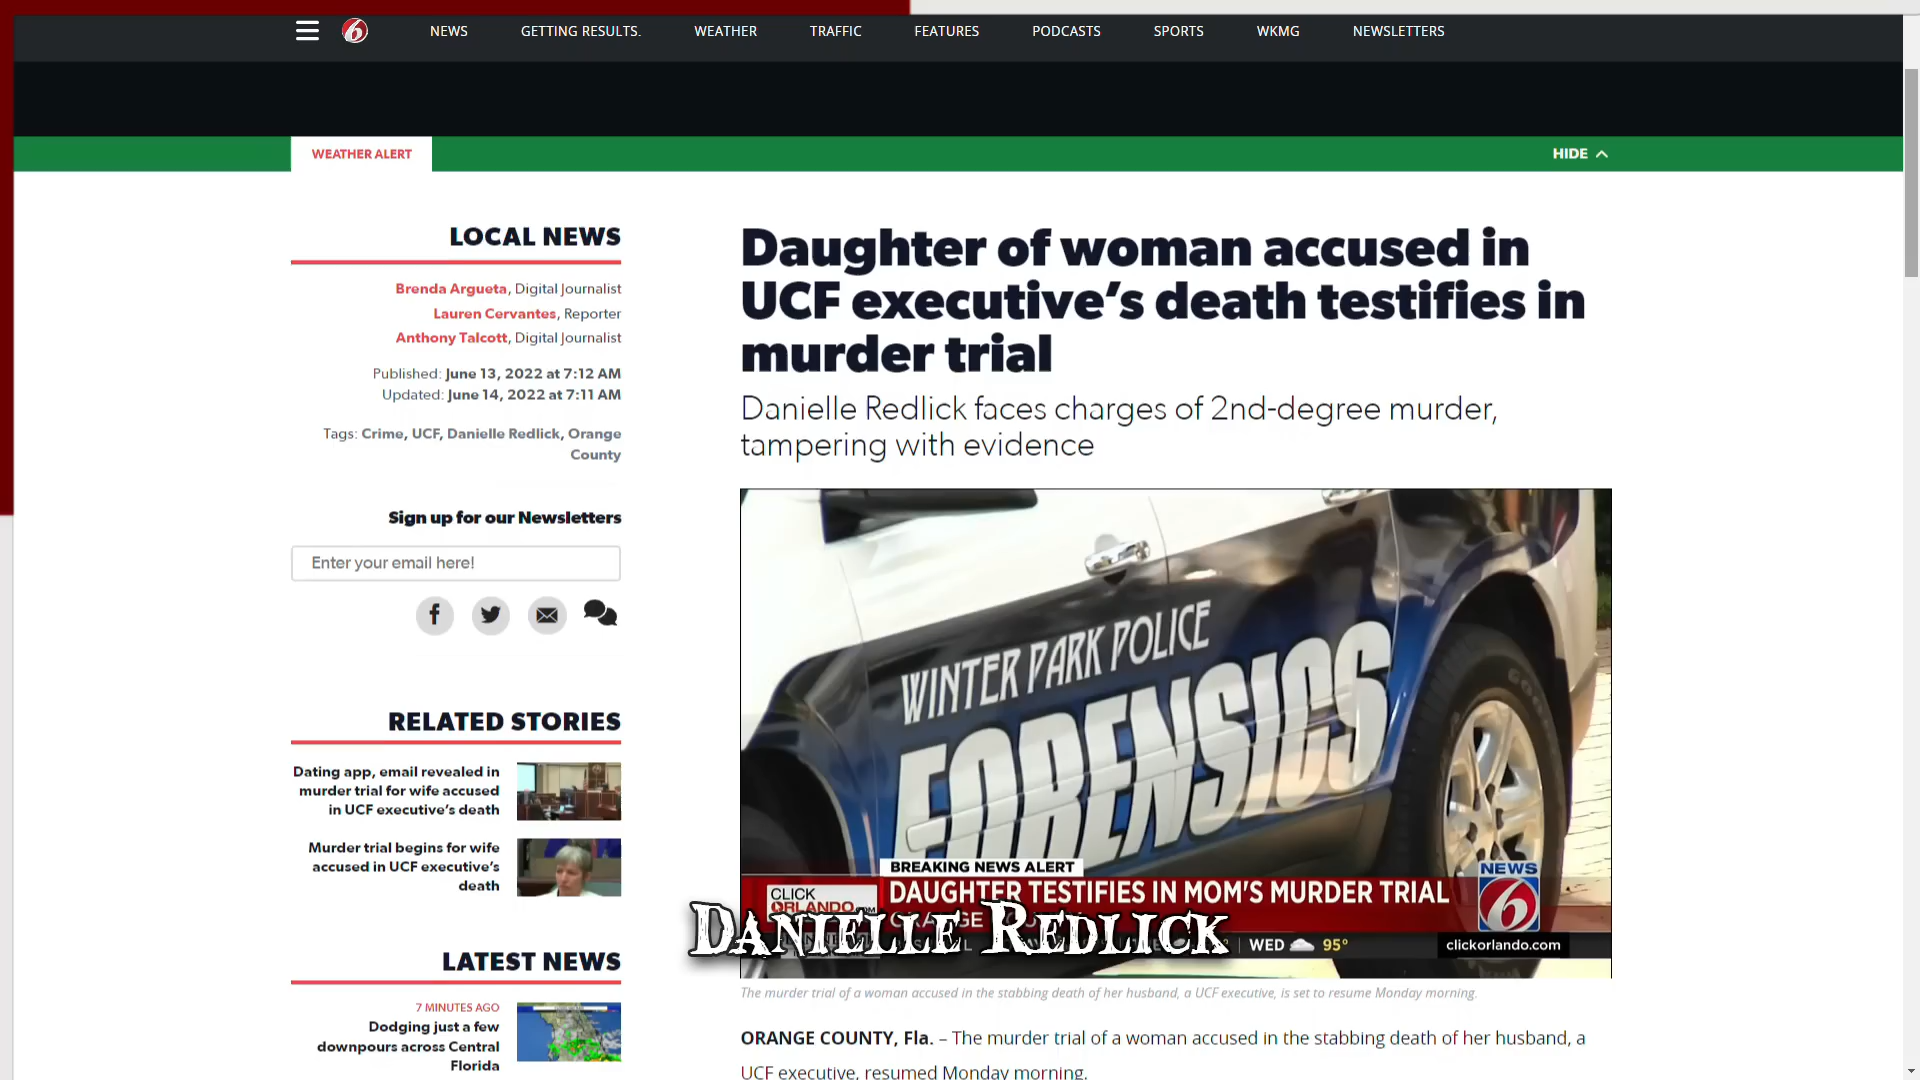 NEWS
GETTING RESULTS.
WEATHER
TRAFFIC
FEATURES
PODCASTS
SPORTS
WKMG
NEWSLETTERS
WEATHER ALERT
HIDE
LOCAL NEWS
Brenda Argueta, Digital Journalist
Lauren Cervantes, Reporter
Anthony Talcott, Digital Journalist
Published: June 13, 2022 at 7:12 AM
Updated: June 14, 2022 at 7:11 AM
Tags: Crime, UCF, Danielle Redlick, Orange
County
Sign up for our Newsletters
Enter your email here!
RELATED STORIES
Dating app, email revealed in
murder trial for wife accused
in UCF executive's death
Murder trial begins for wife
accused in UCF executive's
death
LATEST NEWS
7 MINUTES AGO
Dodging just a few
downpours across Central
Florida
Daughter of woman accused in
UCF executive's death testifies in
murder trial
Danielle Redlick faces charges of 2nd-degree murder,
tampering with evidence
WINTER PARK POLICE
FORENSICS
BREAKING NEWS ALERT
CLICK
ORLANDO.COM
DAUGHTER TESTIFIES IN MOM'S MURDER TRIAL
NEWS
6
DANIELLE REDLICK
WED 95°
clickorlando.com
The murder trial of a woman accused in the stabbing death of her husband, a UCF executive, is set to resume Monday morning.
ORANGE COUNTY, Fla. – The murder trial of a woman accused in the stabbing death of her husband, a
UCF executive, resumed Monday morning.